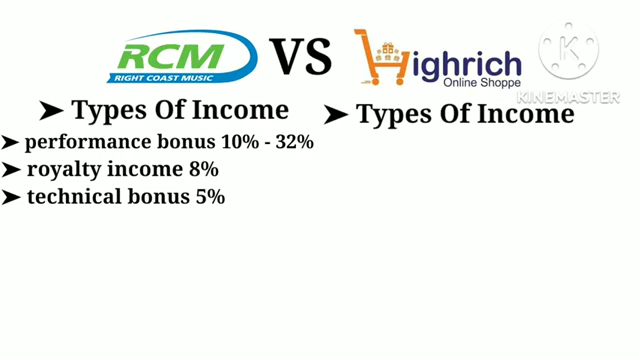 RCM
RIGHT COAST MUSIC
VS
Highrich
Online Shoppe
K
KINEMASTER
➤ Types Of Income
➤ Types Of Income
➤ performance bonus 10% - 32%
➤ royalty income 8%
➤ technical bonus 5%